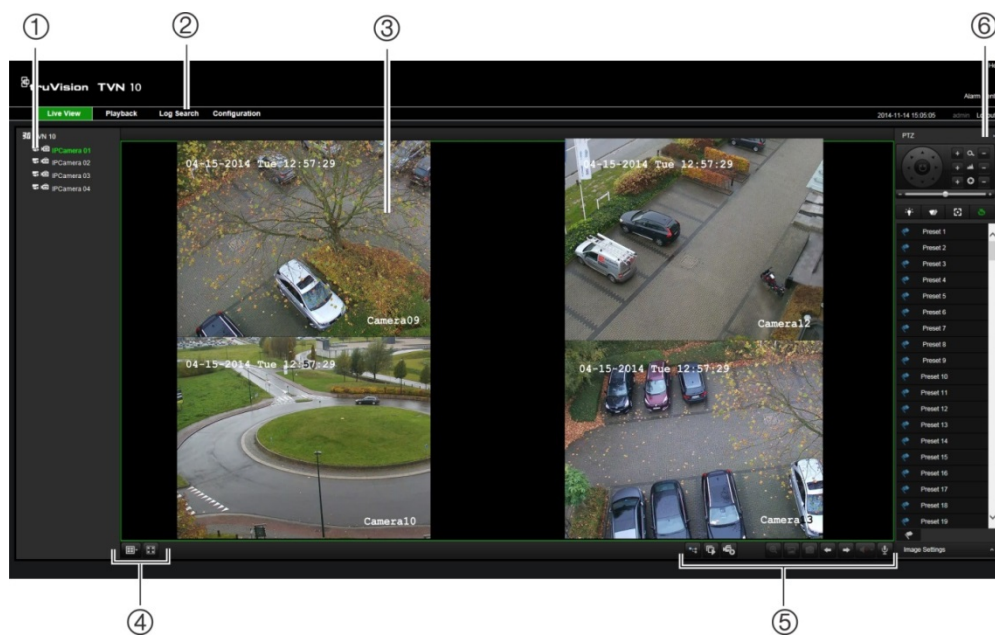 ① ② ③ ⑥
truVision TVN 10
Live View Playback Log Search Configuration
2014-11-14 15:05:05 admin
TVN 10
PTZ
IPCamera 01
IPCamera 02
IPCamera 03
IPCamera 04
04-15-2014 Tue 12:57:29
Camera09
04-15-2014 Tue 12:57:29
Camera12
04-15-2014 Tue 12:57:29
Camera10
04-15-2014 Tue 12:57:29
Preset 1
Preset 2
Preset 3
Preset 4
Preset 5
Preset 6
Preset 7
Preset 8
Preset 9
Preset 10
Preset 11
Preset 12
Preset 13
Preset 14
Preset 15
Preset 16
Preset 17
Preset 18
Preset 19
Image Settings
④ ⑤